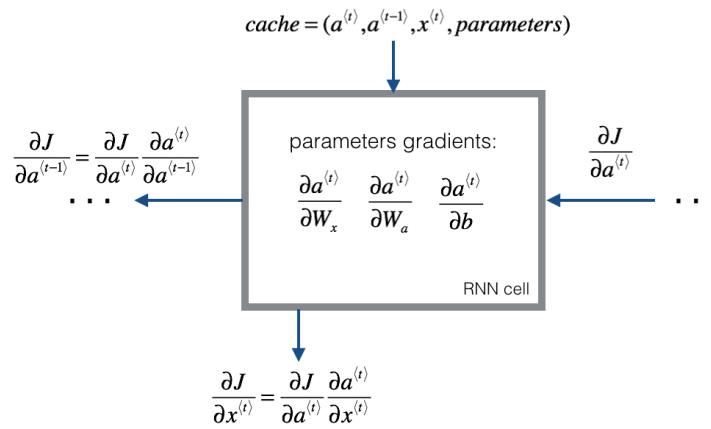 cache = (a⟨t⟩, a⟨t−1⟩, x⟨t⟩, parameters)
∂J/∂a⟨t−1⟩ = ∂J/∂a⟨t⟩ ∂a⟨t⟩/∂a⟨t−1⟩
. . .
parameters gradients:
∂a⟨t⟩/∂Wₓ ∂a⟨t⟩/∂Wₐ ∂a⟨t⟩/∂b
RNN cell
∂J/∂a⟨t⟩
. .
∂J/∂x⟨t⟩ = ∂J/∂a⟨t⟩ ∂a⟨t⟩/∂x⟨t⟩